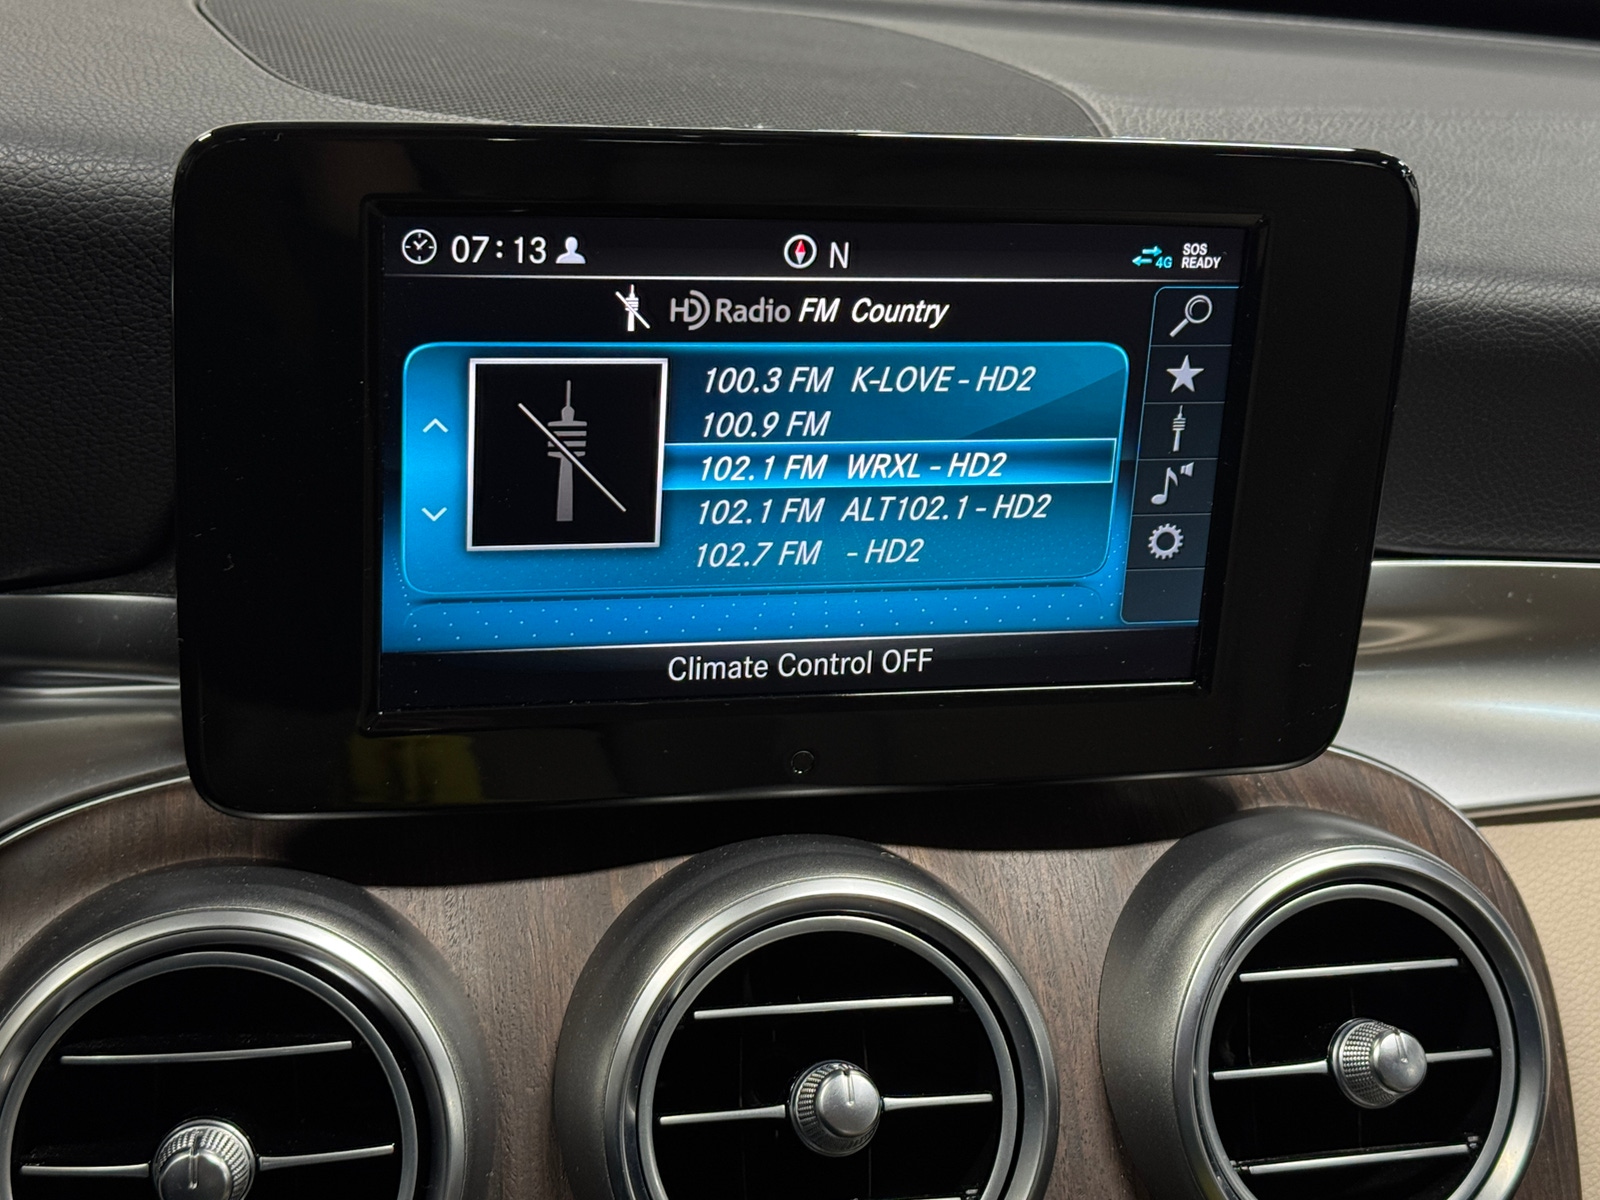 07:13 N 4G SOS READY
HD Radio FM Country
100.3 FM K-LOVE - HD2
100.9 FM
102.1 FM WRXL - HD2
102.1 FM ALT102.1 - HD2
102.7 FM - HD2
Climate Control OFF